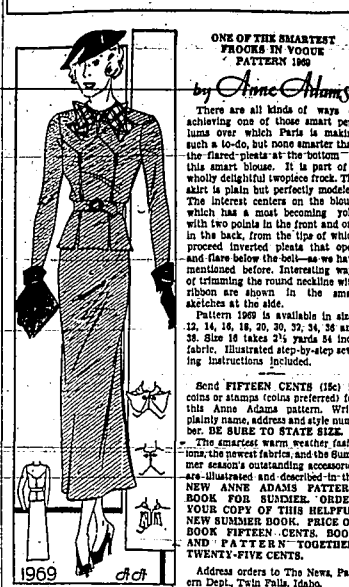 ONE OF THE SMARTEST
FROCKS IN VOGUE
PATTERN 1969
by Anne Adams
There are all kinds of ways
achieving one of those smart pe
lums over which Paris is makin
such a to-do, but none smarter tha
the flared pleats at the bottom
this smart blouse. It is part of
wholly delightful twopiece frock. Th
skirt is plain but perfectly modele
The interest centers on the blou
which has a most becoming yo
with two points in the front and on
in the back, from the tips of whic
proceed inverted pleats that ope
and flare below the belt—as we hav
mentioned before. Interesting wa
of trimming the round neckline wit
ribbon are shown in the sma
sketches at the side.
Pattern 1969 is available in size
12, 14, 16, 18, 20, 30, 32, 34, 36 an
38. Size 16 takes 2½ yards 54 inc
fabric. Illustrated step-by-step sew
ing instructions included.
Send FIFTEEN CENTS (15c) i
coins or stamps (coins preferred) f
this Anne Adams pattern. Writ
plainly name, address and style num
ber. BE SURE TO STATE SIZE.
The smartest warm weather fash
ions, the newest fabrics, and the Sum
mer season's outstanding accessorie
are illustrated and described in th
NEW ANNE ADAMS PATTER
BOOK FOR SUMMER. ORDE
YOUR COPY OF THIS HELPFU
NEW SUMMER BOOK. PRICE O
BOOK FIFTEEN CENTS. BOO
AND PATTERN TOGETHE
TWENTY-FIVE CENTS.
Address orders to The News, Pa
ern Dept., Twin Falls, Idaho.
1969
AA